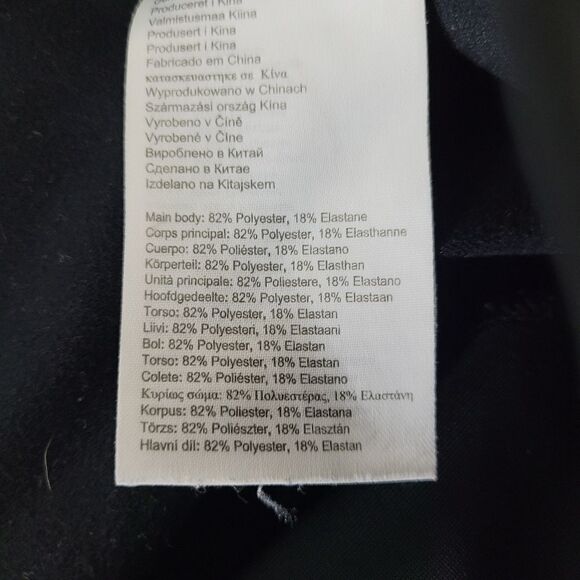 Produceret i Kina
Valmistusmaa Kiina
Produsert i Kina
Produsert i Kina
Fabricado em China
κατασκευαστηκε σε Κίνα
Wyprodukowano w Chinach
Származási ország Kína
Vyrobeno v Číně
Vyrobené v Číne
Вироблено в Китай
Сделано в Китае
Izdelano na Kitajskem
Main body: 82% Polyester, 18% Elastane
Corps principal: 82% Polyester, 18% Elasthanne
Cuerpo: 82% Poliéster, 18% Elastano
Körperteil: 82% Polyester, 18% Elasthan
Unità principale: 82% Poliestere, 18% Elastano
Hoofdgedeelte: 82% Polyester, 18% Elastaan
Torso: 82% Polyester, 18% Elastan
Liivi: 82% Polyesteri, 18% Elastaani
Bol: 82% Polyester, 18% Elastan
Torso: 82% Polyester, 18% Elastan
Colete: 82% Poliéster, 18% Elastano
Κυρίως σώμα: 82% Πολυεστέρας, 18% Ελαστάνη
Korpus: 82% Poliester, 18% Elastana
Törzs: 82% Poliészter, 18% Elasztán
Hlavní díl: 82% Polyester, 18% Elastan